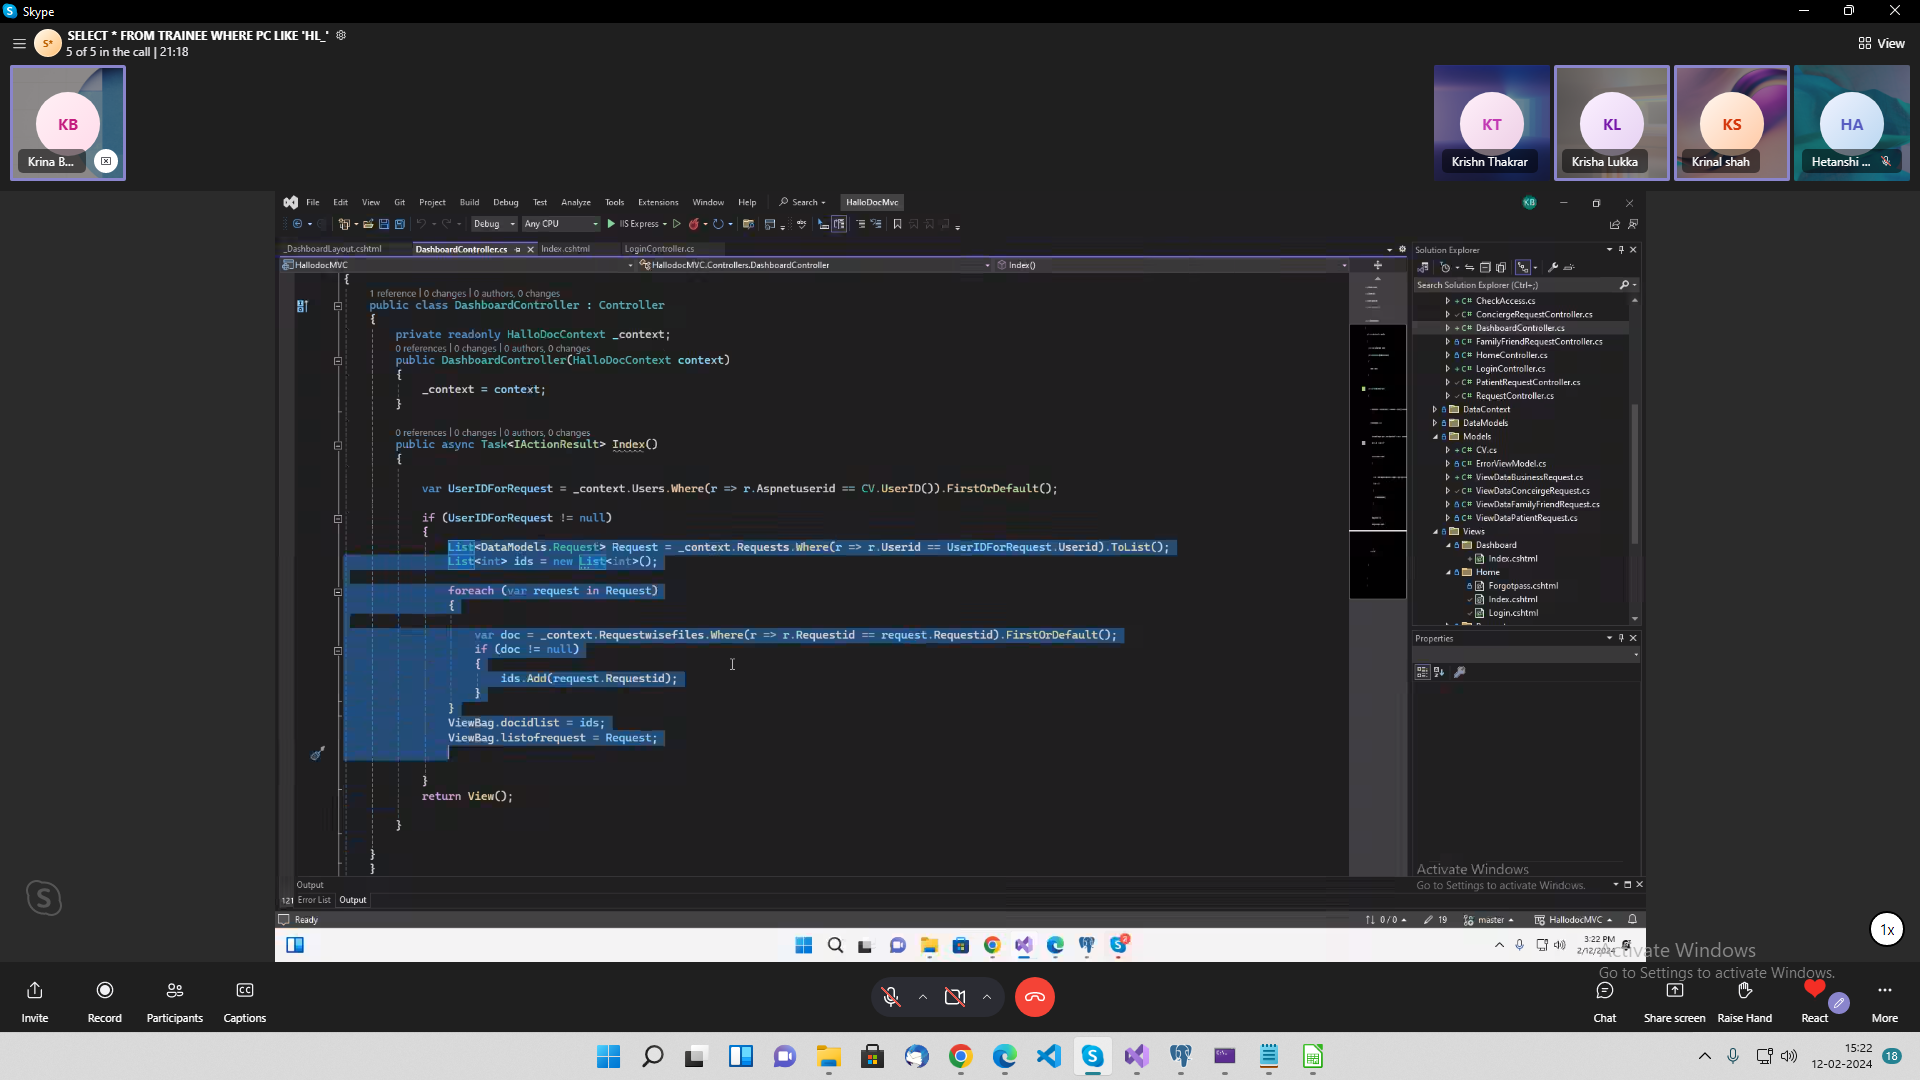 Skype
SELECT * FROM TRAINEE WHERE PC LIKE 'HL_'
S*
5 of 5 in the call | 21:18
View
KB
Krina B...
KT
Krishn Thakrar
KL
Krisha Lukka
KS
Krinal shah
HA
Hetanshi ...
File Edit View Git Project Build Debug Test Analyze Tools Extensions Window Help Search HalloDocMvc
KB
Debug Any CPU IIS Express
_DashboardLayout.cshtml DashboardController.cs Index.cshtml LoginController.cs
HallodocMVC HallodocMVC.Controllers.DashboardController Index()
{
1 reference | 0 changes | 0 authors, 0 changes
public class DashboardController : Controller
{
private readonly HalloDocContext _context;
0 references | 0 changes | 0 authors, 0 changes
public DashboardController(HalloDocContext context)
{
_context = context;
}
0 references | 0 changes | 0 authors, 0 changes
public async Task<IActionResult> Index()
{
var UserIDForRequest = _context.Users.Where(r => r.Aspnetuserid == CV.UserID()).FirstOrDefault();
if (UserIDForRequest != null)
{
List<DataModels.Request> Request = _context.Requests.Where(r => r.Userid == UserIDForRequest.Userid).ToList();
List<int> ids = new List<int>();
foreach (var request in Request)
{
var doc = _context.Requestwisefiles.Where(r => r.Requestid == request.Requestid).FirstOrDefault();
if (doc != null)
{
ids.Add(request.Requestid);
}
}
ViewBag.docidlist = ids;
ViewBag.listofrequest = Request;
}
return View();
}
}
}
Solution Explorer
Search Solution Explorer (Ctrl+;)
CheckAccess.cs
ConciergeRequestController.cs
DashboardController.cs
FamilyFriendRequestController.cs
HomeController.cs
LoginController.cs
PatientRequestController.cs
RequestController.cs
DataContext
DataModels
Models
CV.cs
ErrorViewModel.cs
ViewDataBusinessRequest.cs
ViewDataConceirgeRequest.cs
ViewDataFamilyFriendRequest.cs
ViewDataPatientRequest.cs
Views
Dashboard
Index.cshtml
Home
Forgotpass.cshtml
Index.cshtml
Login.cshtml
Properties
Activate Windows
Go to Settings to activate Windows.
Output
121 Error List Output
Ready
0 / 0 19 master HallodocMVC
3:22 PM
2/12/2024
1x
Activate Windows
Go to Settings to activate Windows.
Invite
Record
Participants
Captions
Chat
Share screen
Raise Hand
React
More
15:22
12-02-2024
18